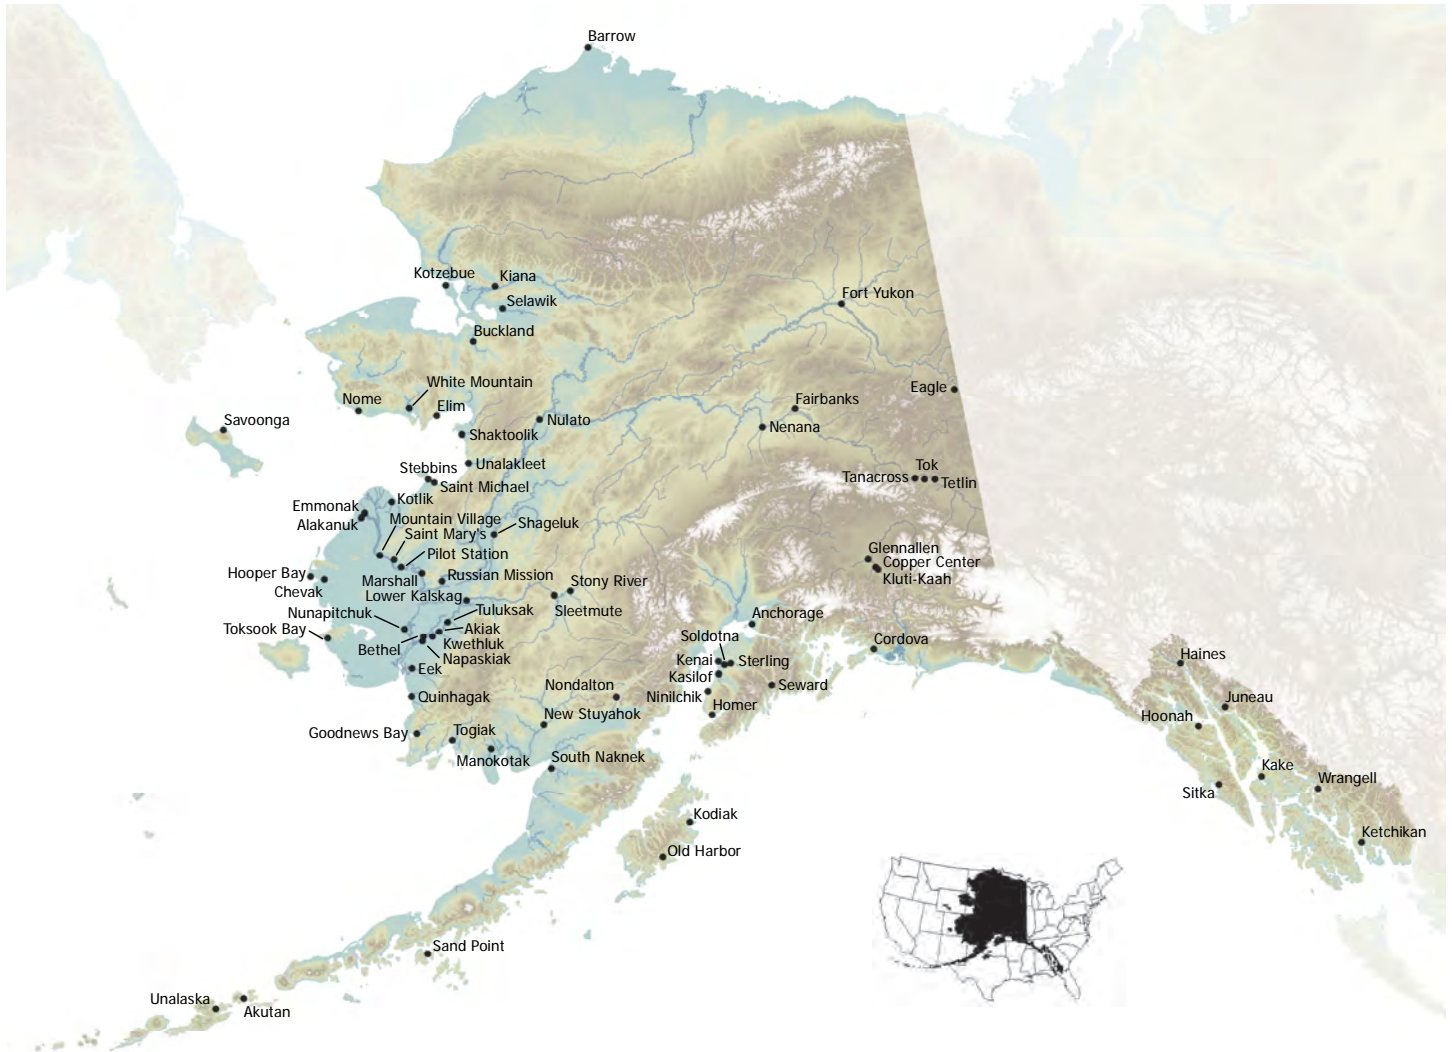 Barrow
Kotzebue
Kiana
Selawik
Fort Yukon
Buckland
White Mountain
Eagle
Nome
Elim
Fairbanks
Savoonga
Nulato
Nenana
Shaktoolik
Stebbins
Unalakleet
Tok
Tanacross
Tetlin
Saint Michael
Kotlik
Emmonak
Alakanuk
Mountain Village
Shageluk
Saint Mary's
Pilot Station
Glennallen
Copper Center
Kluti-Kaah
Hooper Bay
Chevak
Marshall
Russian Mission
Stony River
Lower Kalskag
Sleetmute
Nunapitchuk
Tuluksak
Anchorage
Toksook Bay
Akiak
Bethel
Kwethluk
Napaskiak
Soldotna
Cordova
Kenai
Sterling
Haines
Eek
Kasilof
Nondalton
Seward
Quinhagak
Ninilchik
Juneau
Homer
New Stuyahok
Hoonah
Goodnews Bay
Togiak
Manokotak
South Naknek
Kake
Wrangell
Sitka
Kodiak
Ketchikan
Old Harbor
Sand Point
Unalaska
Akutan